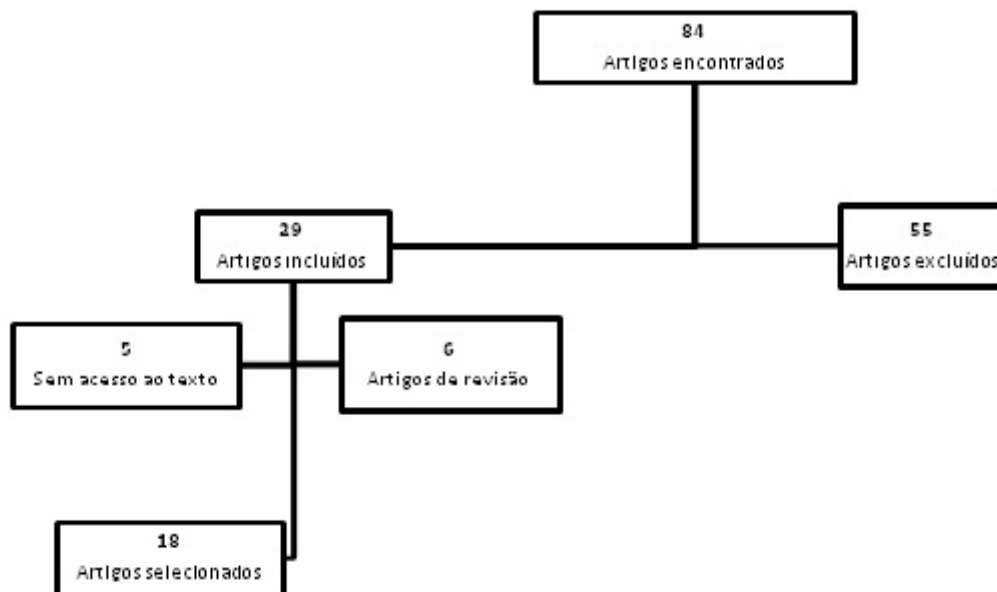 84
Artigos encontrados
29
Artigos incluídos
55
Artigos excluídos
5
Sem acesso ao texto
6
Artigos de revisão
18
Artigos selecionados